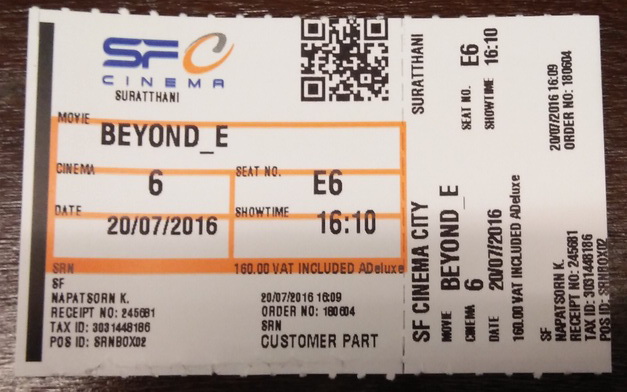 SFC
CINEMA
SURATTHANI
MOVIE
BEYOND_E
CINEMA
6
SEAT NO.
E6
DATE
20/07/2016
SHOWTIME
16:10
SRN
160.00 VAT INCLUDED ADeluxe
SF
NAPATSORN K.
RECEIPT NO: 245681
TAX ID: 3031448186
POS ID: SRNBOX02
20/07/2016 16:09
ORDER NO: 180604
SRN
CUSTOMER PART
SF CINEMA CITY
SURATTHANI
MOVIE BEYOND_E
CINEMA 6
SEAT NO. E6
DATE 20/07/2016
SHOWTIME 16:10
160.00 VAT INCLUDED ADeluxe
SF
NAPATSORN K.
RECEIPT NO: 245681
TAX ID: 3031448186
POS ID: SRNBOX02
20/07/2016 16:09
ORDER NO: 180604